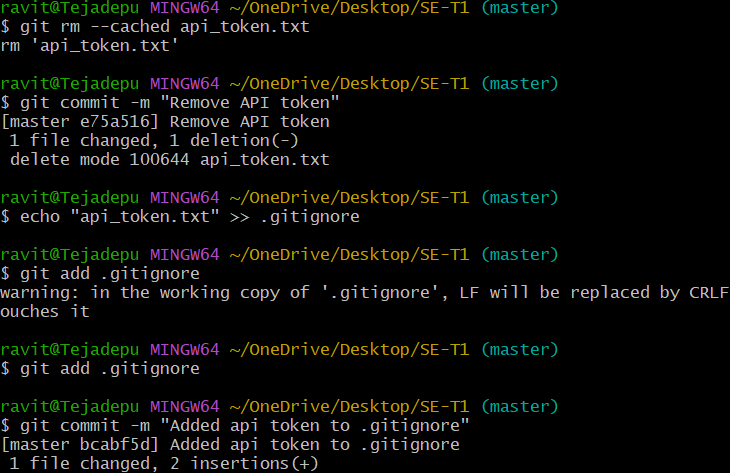 ravit@Tejadepu MINGW64 ~/OneDrive/Desktop/SE-T1 (master)
$ git rm --cached api_token.txt
rm 'api_token.txt'
ravit@Tejadepu MINGW64 ~/OneDrive/Desktop/SE-T1 (master)
$ git commit -m "Remove API token"
[master e75a516] Remove API token
 1 file changed, 1 deletion(-)
 delete mode 100644 api_token.txt
ravit@Tejadepu MINGW64 ~/OneDrive/Desktop/SE-T1 (master)
$ echo "api_token.txt" >> .gitignore
ravit@Tejadepu MINGW64 ~/OneDrive/Desktop/SE-T1 (master)
$ git add .gitignore
warning: in the working copy of '.gitignore', LF will be replaced by CRLF
ouches it
ravit@Tejadepu MINGW64 ~/OneDrive/Desktop/SE-T1 (master)
$ git add .gitignore
ravit@Tejadepu MINGW64 ~/OneDrive/Desktop/SE-T1 (master)
$ git commit -m "Added api token to .gitignore"
[master bcabf5d] Added api token to .gitignore
 1 file changed, 2 insertions(+)